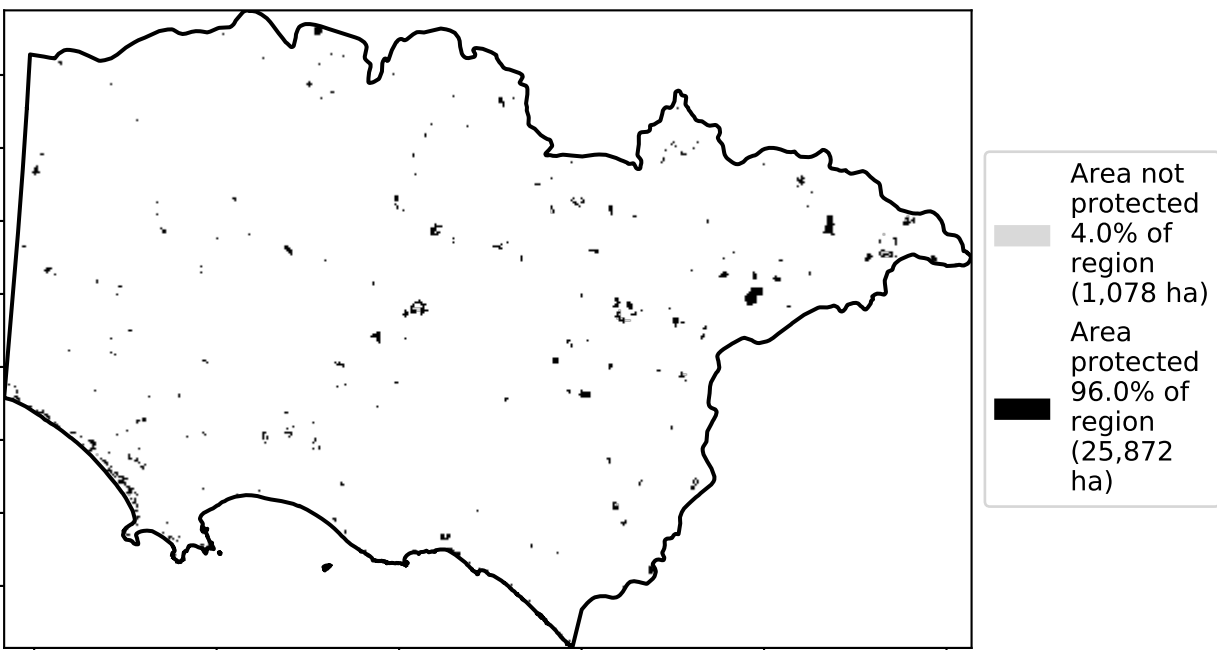 Area not
protected
4.0% of
region
(1,078 ha)
Area
protected
96.0% of
region
(25,872
ha)